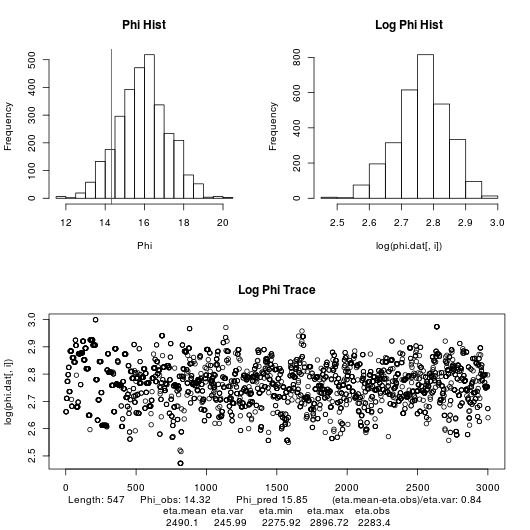 Phi Hist
Log Phi Hist
Frequency
0 100 200 300 400 500
12 14 16 18 20
Phi
Frequency
0 200 400 600 800
2.5 2.6 2.7 2.8 2.9 3.0
log(phi.dat[, i])
Log Phi Trace
log(phi.dat[, i])
2.5 2.6 2.7 2.8 2.9 3.0
0 500 1000 1500 2000 2500 3000
Length: 547 Phi_obs: 14.32 Phi_pred 15.85 (eta.mean-eta.obs)/eta.var: 0.84
eta.mean eta.var eta.min eta.max eta.obs
2490.1 245.99 2275.92 2896.72 2283.4